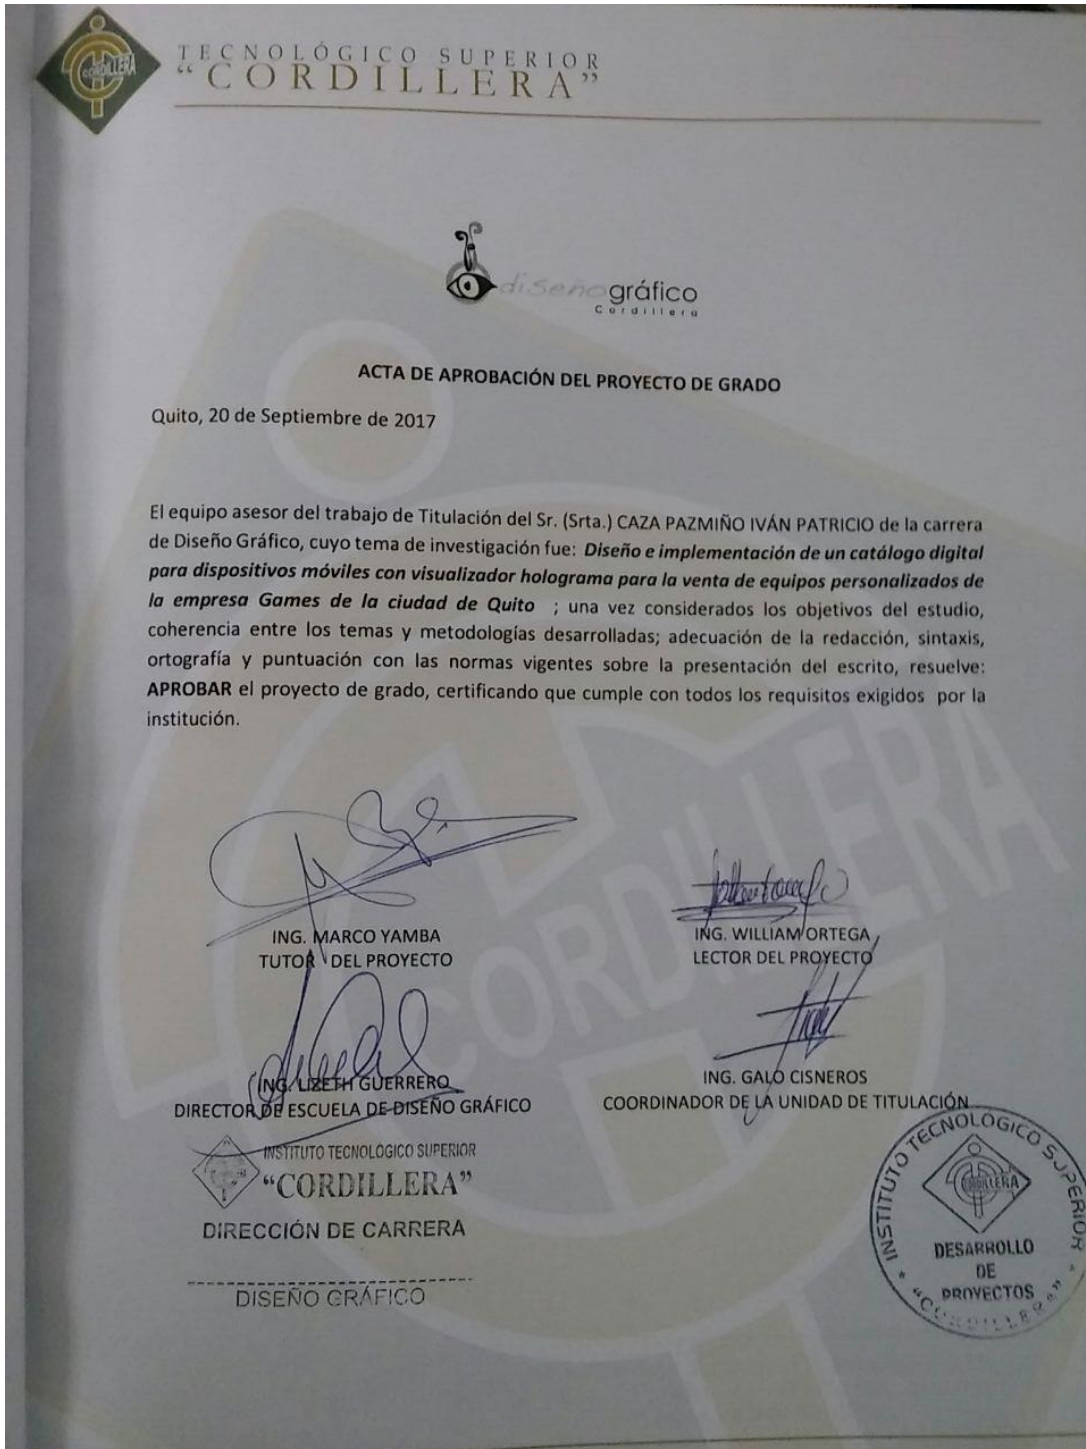 TECNOLÓGICO SUPERIOR
"CORDILLERA"
CORDILLERA
diseño gráfico
Cordillera
ACTA DE APROBACIÓN DEL PROYECTO DE GRADO
Quito, 20 de Septiembre de 2017
El equipo asesor del trabajo de Titulación del Sr. (Srta.) CAZA PAZMIÑO IVÁN PATRICIO de la carrera
de Diseño Gráfico, cuyo tema de investigación fue: Diseño e implementación de un catálogo digital
para dispositivos móviles con visualizador holograma para la venta de equipos personalizados de
la empresa Games de la ciudad de Quito ; una vez considerados los objetivos del estudio,
coherencia entre los temas y metodologías desarrolladas; adecuación de la redacción, sintaxis,
ortografía y puntuación con las normas vigentes sobre la presentación del escrito, resuelve:
APROBAR el proyecto de grado, certificando que cumple con todos los requisitos exigidos por la
institución.
CORDILLERA
ING. MARCO YAMBA
TUTOR DEL PROYECTO
ING. WILLIAM ORTEGA
LECTOR DEL PROYECTO
ING. LIZETH GUERRERO
DIRECTOR DE ESCUELA DE DISEÑO GRÁFICO
ING. GALO CISNEROS
COORDINADOR DE LA UNIDAD DE TITULACIÓN
INSTITUTO TECNOLÓGICO SUPERIOR
"CORDILLERA"
DIRECCIÓN DE CARRERA
DISEÑO GRÁFICO
INSTITUTO TECNOLÓGICO SUPERIOR
CORDILLERA
DESARROLLO
DE
PROYECTOS
"CORDILLERA"